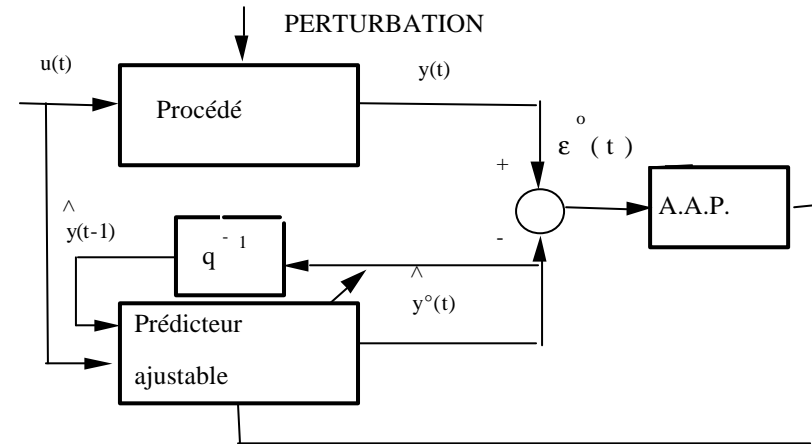 PERTURBATION
u(t)
y(t)
Procédé
ε°(t)
+
A.A.P.
-
ŷ(t-1)
q⁻¹
ŷ°(t)
Prédicteur
ajustable